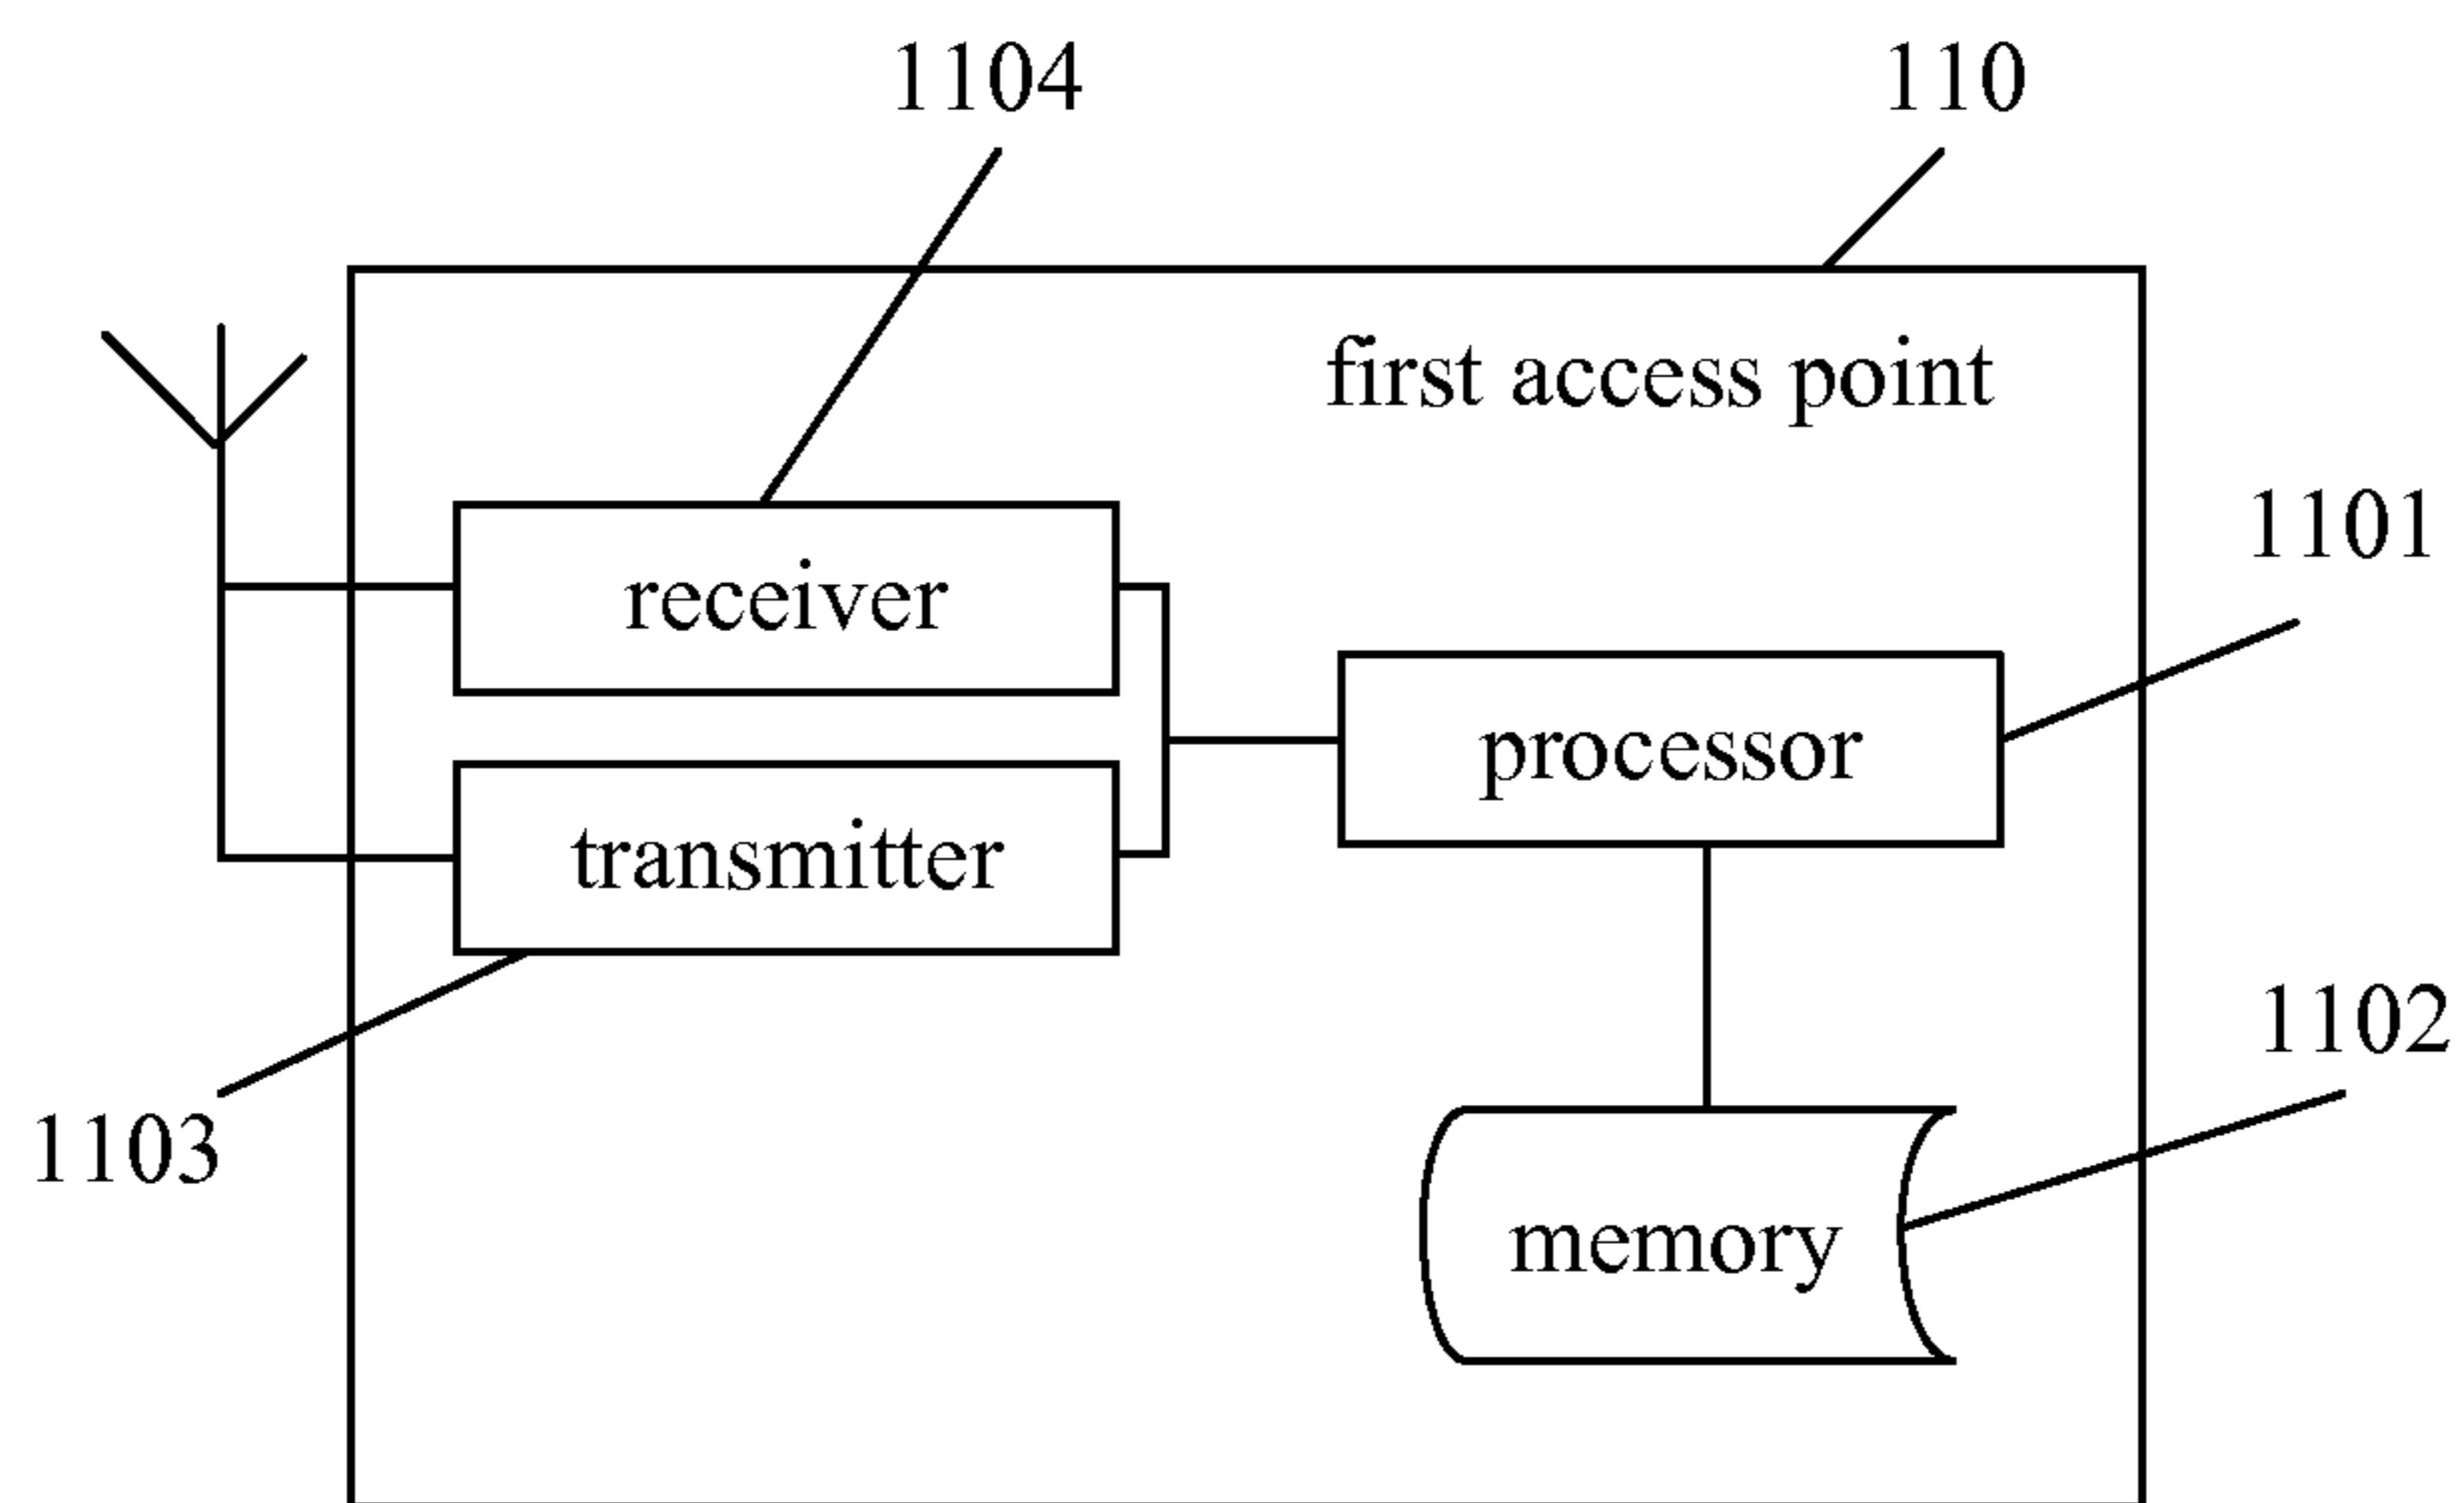 1104
110
first access point
1101
receiver
processor
transmitter
1102
1103
memory